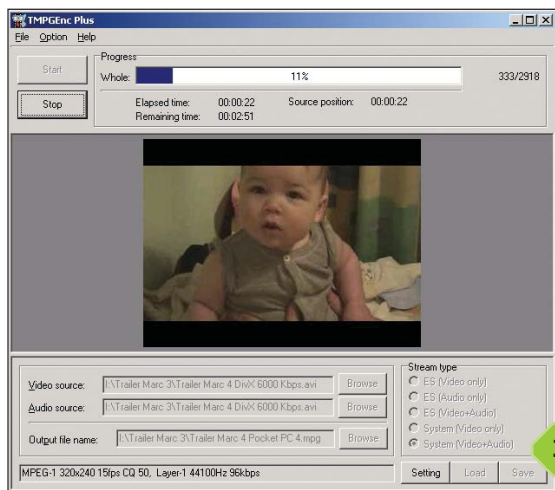 TMPGEnc Plus
File Option Help
Progress
Start
Whole: 11% 333/2918
Stop
Elapsed time: 00:00:22 Source position: 00:00:22
Remaining time: 00:02:51
Stream type
ES (Video only)
Video source: I:\Trailer Marc 3\Trailer Marc 4 DivX 6000 Kbps.avi Browse
ES (Audio only)
Audio source: I:\Trailer Marc 3\Trailer Marc 4 DivX 6000 Kbps.avi Browse
ES (Video+Audio)
System (Video only)
Output file name: I:\Trailer Marc 3\Trailer Marc 4 Pocket PC 4.mpg Browse
System (Video+Audio)
MPEG-1 320x240 15fps CQ 50, Layer-1 44100Hz 96kbps Setting Load Save